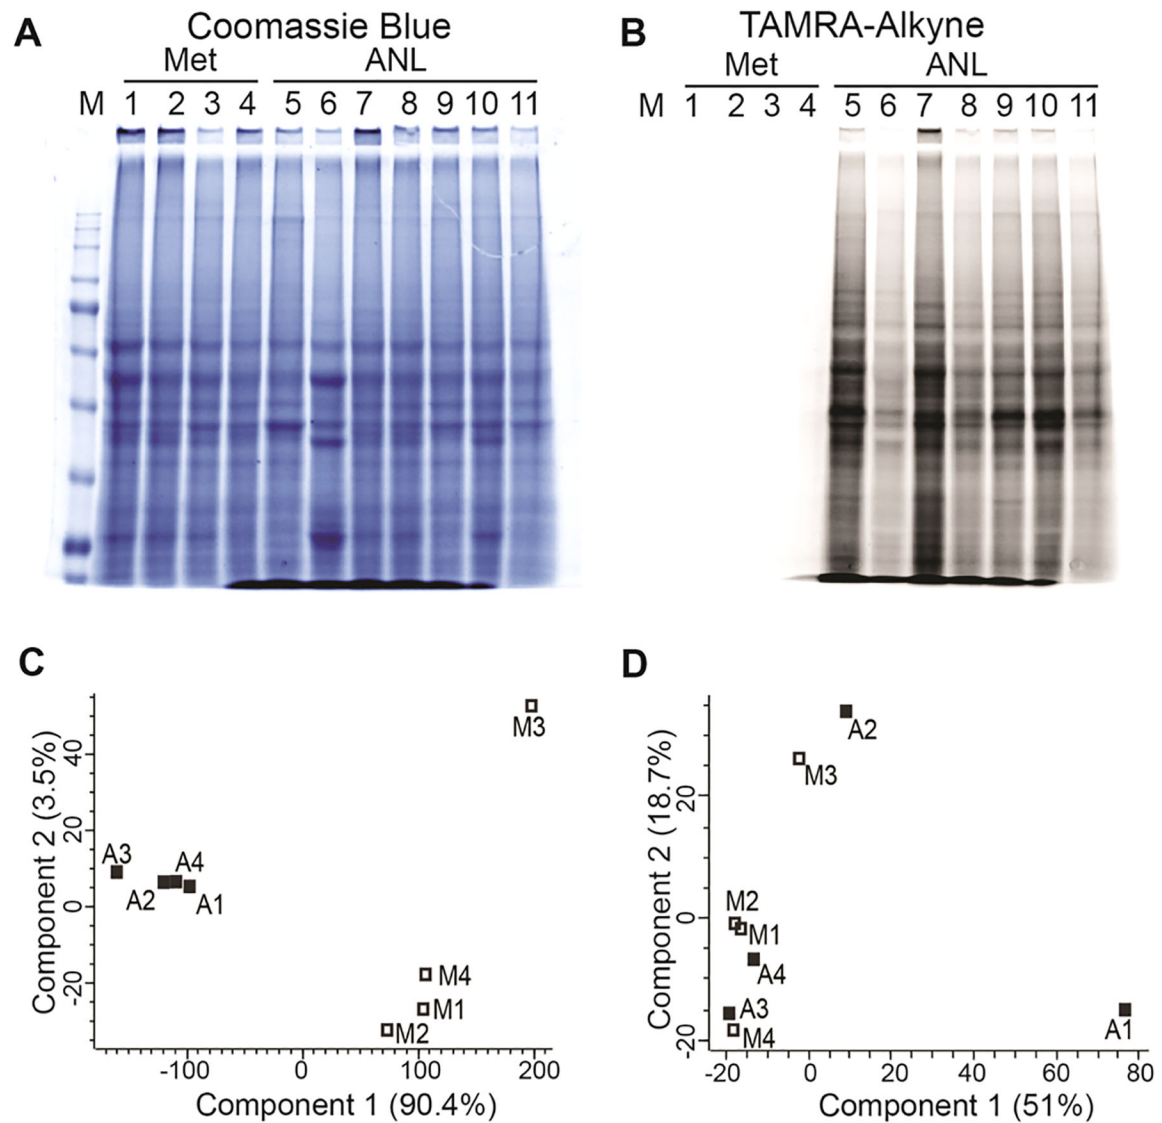 A
Coomassie Blue
Met
ANL
M 1 2 3 4 5 6 7 8 9 10 11
B
TAMRA-Alkyne
Met
ANL
M 1 2 3 4 5 6 7 8 9 10 11
C
Component 2 (3.5%)
40
20
0
-20
M3
A3
A4
A2
A1
M4
M1
M2
-100 0 100 200
Component 1 (90.4%)
D
Component 2 (18.7%)
20
0
-20
A2
M3
M2
M1
A4
A3
M4
A1
-20 0 20 40 60 80
Component 1 (51%)